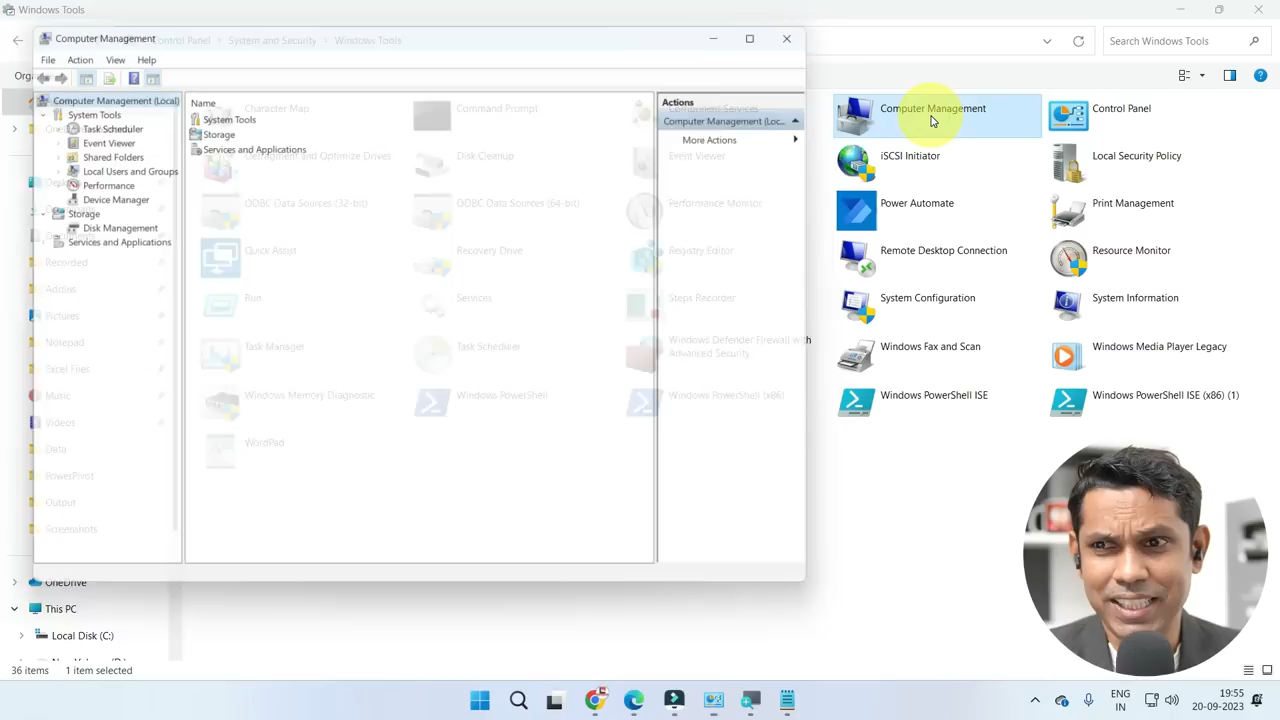 Windows Tools
Computer Management
Control Panel
System and Security
Windows Tools
Search Windows Tools
File
Action
View
Help
Computer Management (Local)
System Tools
Task Scheduler
Event Viewer
Shared Folders
Local Users and Groups
Performance
Device Manager
Storage
Disk Management
Services and Applications
Recorded
Addins
Pictures
Notepad
Excel Files
Music
Videos
Data
PowerPivot
Output
Screenshots
OneDrive
This PC
Local Disk (C:)
Name
System Tools
Storage
Services and Applications
Actions
Computer Management (Loc...
More Actions
Character Map
Command Prompt
Component Services
Computer Management
Control Panel
Defragment and Optimize Drives
Disk Cleanup
Event Viewer
iSCSI Initiator
Local Security Policy
ODBC Data Sources (32-bit)
ODBC Data Sources (64-bit)
Performance Monitor
Power Automate
Print Management
Quick Assist
Recovery Drive
Registry Editor
Remote Desktop Connection
Resource Monitor
Run
Services
Steps Recorder
System Configuration
System Information
Task Manager
Task Scheduler
Windows Defender Firewall with
Advanced Security
Windows Fax and Scan
Windows Media Player Legacy
Windows Memory Diagnostic
Windows PowerShell
Windows PowerShell (x86)
Windows PowerShell ISE
Windows PowerShell ISE (x86) (1)
WordPad
36 items
1 item selected
ENG
IN
19:55
20-09-2023